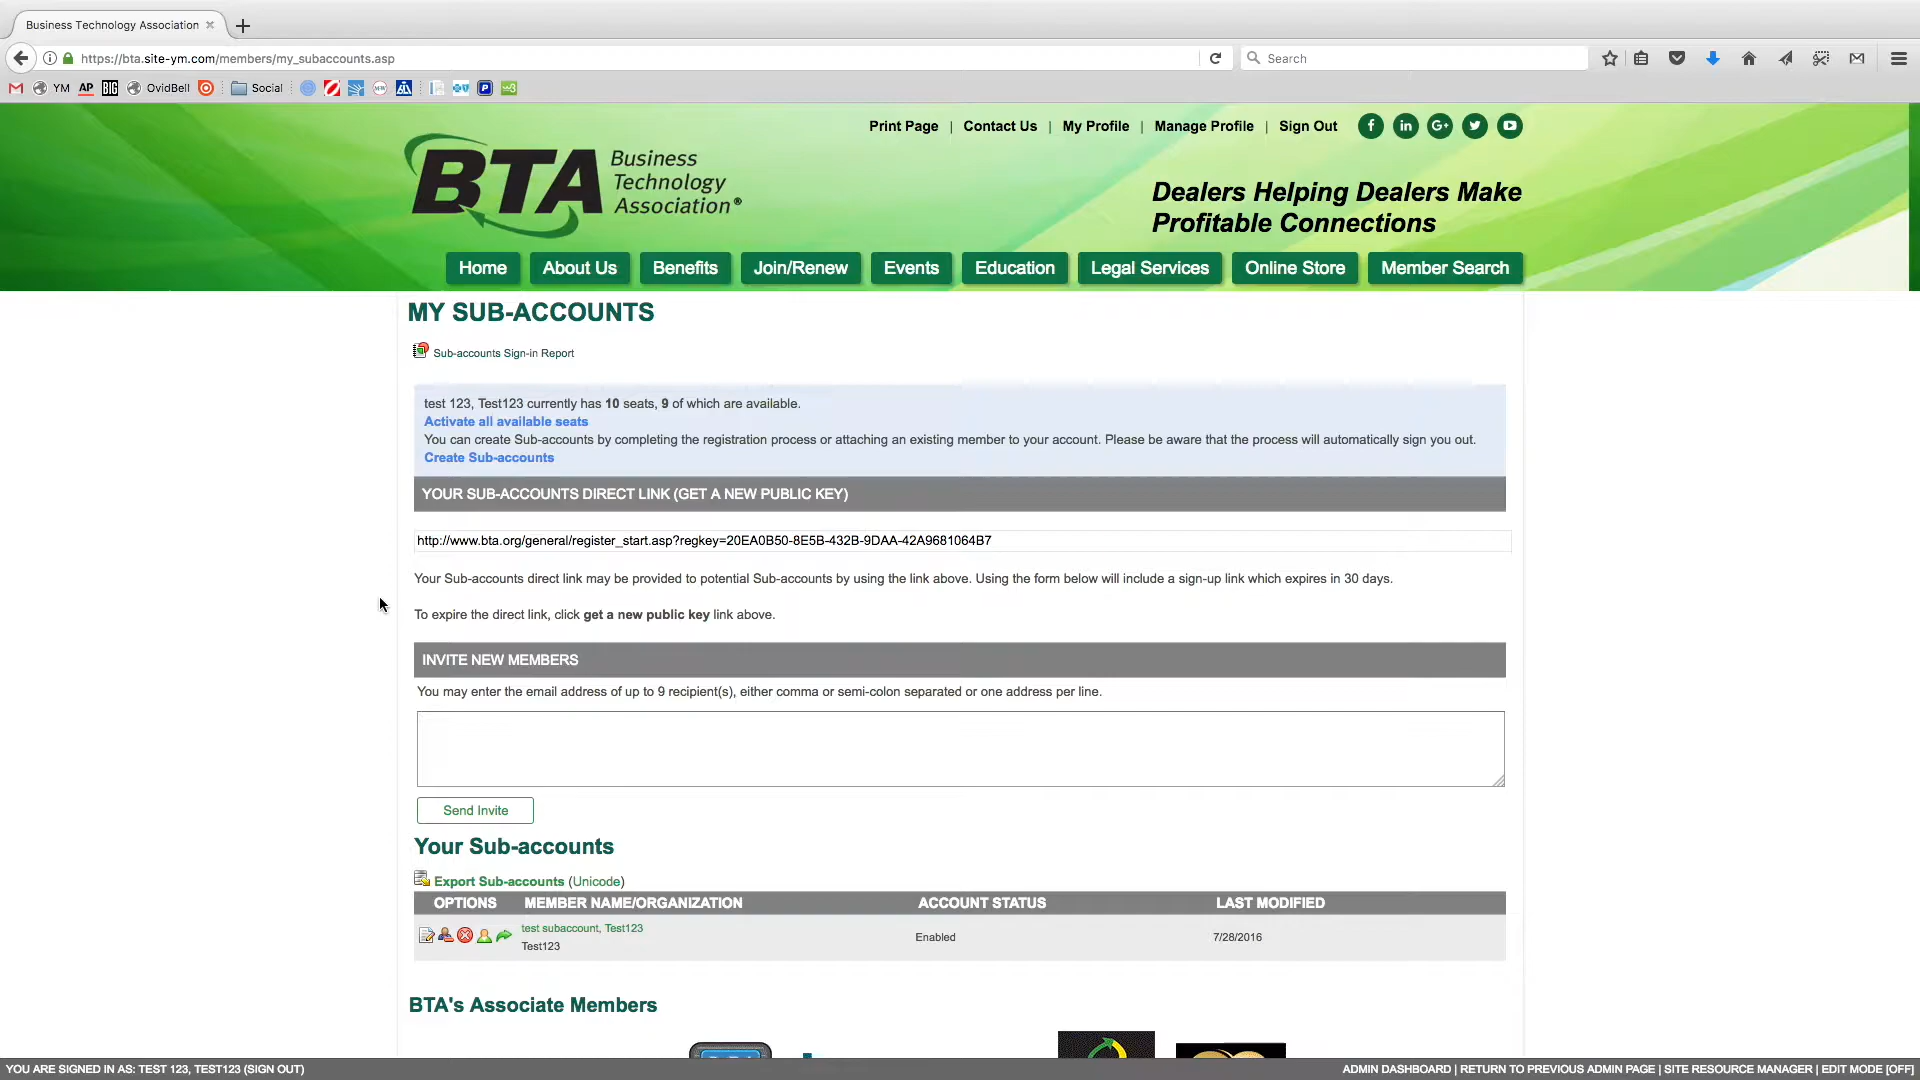 Business Technology Association
https://bta.site-ym.com/members/my_subaccounts.asp
Search
YM
AP
BIG
OvidBell
Social
Print Page | Contact Us | My Profile | Manage Profile | Sign Out
BTA Business Technology Association®
Dealers Helping Dealers Make
Profitable Connections
Home About Us Benefits Join/Renew Events Education Legal Services Online Store Member Search
MY SUB-ACCOUNTS
Sub-accounts Sign-in Report
test 123, Test123 currently has 10 seats, 9 of which are available.
Activate all available seats
You can create Sub-accounts by completing the registration process or attaching an existing member to your account. Please be aware that the process will automatically sign you out.
Create Sub-accounts
YOUR SUB-ACCOUNTS DIRECT LINK (GET A NEW PUBLIC KEY)
http://www.bta.org/general/register_start.asp?regkey=20EA0B50-8E5B-432B-9DAA-42A9681064B7
Your Sub-accounts direct link may be provided to potential Sub-accounts by using the link above. Using the form below will include a sign-up link which expires in 30 days.
To expire the direct link, click get a new public key link above.
INVITE NEW MEMBERS
You may enter the email address of up to 9 recipient(s), either comma or semi-colon separated or one address per line.
Send Invite
Your Sub-accounts
Export Sub-accounts (Unicode)
OPTIONS MEMBER NAME/ORGANIZATION ACCOUNT STATUS LAST MODIFIED
test subaccount, Test123
Test123
Enabled
7/28/2016
BTA's Associate Members
YOU ARE SIGNED IN AS: TEST 123, TEST123 (SIGN OUT)
ADMIN DASHBOARD | RETURN TO PREVIOUS ADMIN PAGE | SITE RESOURCE MANAGER | EDIT MODE [OFF]